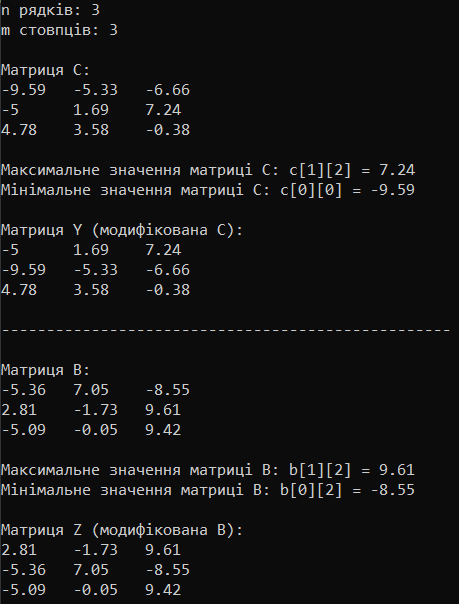 n рядків: 3
m стовпців: 3
Матриця C:
-9.59 -5.33 -6.66
-5 1.69 7.24
4.78 3.58 -0.38
Максимальне значення матриці C: c[1][2] = 7.24
Мінімальне значення матриці C: c[0][0] = -9.59
Матриця Y (модифікована C):
-5 1.69 7.24
-9.59 -5.33 -6.66
4.78 3.58 -0.38
--------------------------------------------------
Матриця B:
-5.36 7.05 -8.55
2.81 -1.73 9.61
-5.09 -0.05 9.42
Максимальне значення матриці B: b[1][2] = 9.61
Мінімальне значення матриці B: b[0][2] = -8.55
Матриця Z (модифікована B):
2.81 -1.73 9.61
-5.36 7.05 -8.55
-5.09 -0.05 9.42